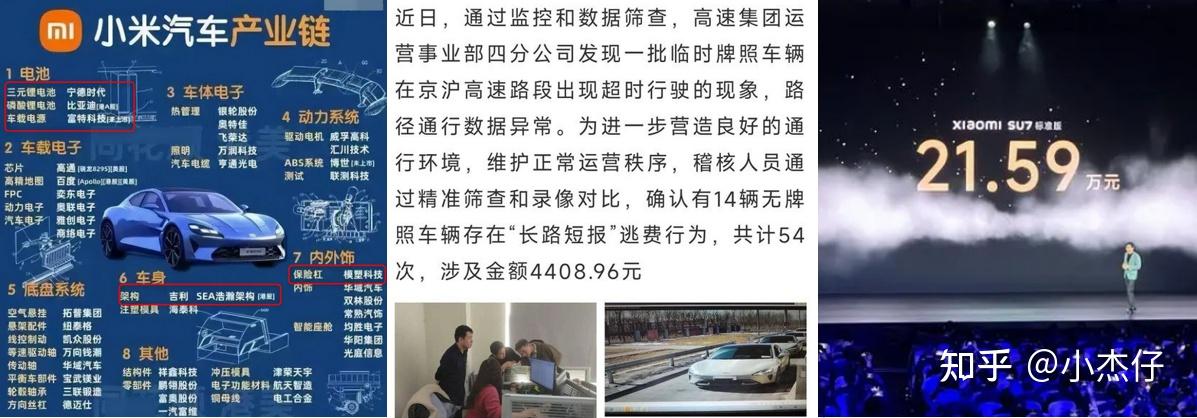 mi 小米汽车产业链
1 电池
三元锂电池 宁德时代
磷酸锂电池 比亚迪[港A股]
车载电源 富特科技[未上市]
2 车载电子
芯片 高通[骁龙8295][美股]
高精地图 百度[Apollo][港股][美股]
FPC 奕东电子
动力电子 奥联电子
汽车电子 雅创电子
商络电子
3 车体电子
热管理 银轮股份
奥特佳
飞荣达
照明 万润科技
汽车电缆 亨通光电
4 动力系统
驱动电机 威孚高科
汇川技术
ABS系统 博世[未上市]
测试 联测科技
5 底盘系统
空气悬挂 拓普集团
悬架配件 纽泰格
线控制动 凯众股份
等速驱动轴 万向钱潮
传动轴 华域汽车
平衡车部件 宝武镁业
轮毂轴承 三联锻造
方向丝杠 德迈仕
6 车身
架构 吉利 SEA浩瀚架构[港股]
注塑模具 海泰科
7 内外饰
保险杠 模塑科技
内饰 华域汽车
双林股份
常熟汽饰
智能座舱 均胜电子
华阳集团
光庭信息
8 其他
结构件 祥鑫科技
零部件 鹏翎股份
富奥股份
一汽富维
冲压模具 津荣天宇
电子功能材料 航天智造
铜母线 电工合金
近日，通过监控和数据筛查，高速集团运
营事业部四分公司发现一批临时牌照车辆
在京沪高速路段出现超时行驶的现象，路
径通行数据异常。为进一步营造良好的通
行环境，维护正常运营秩序，稽核人员通
过精准筛查和录像对比，确认有14辆无牌
照车辆存在“长路短报”逃费行为，共计54
次，涉及金额4408.96元
xiaomi SU7 标准版
21.59 万元
知乎 @小杰仔